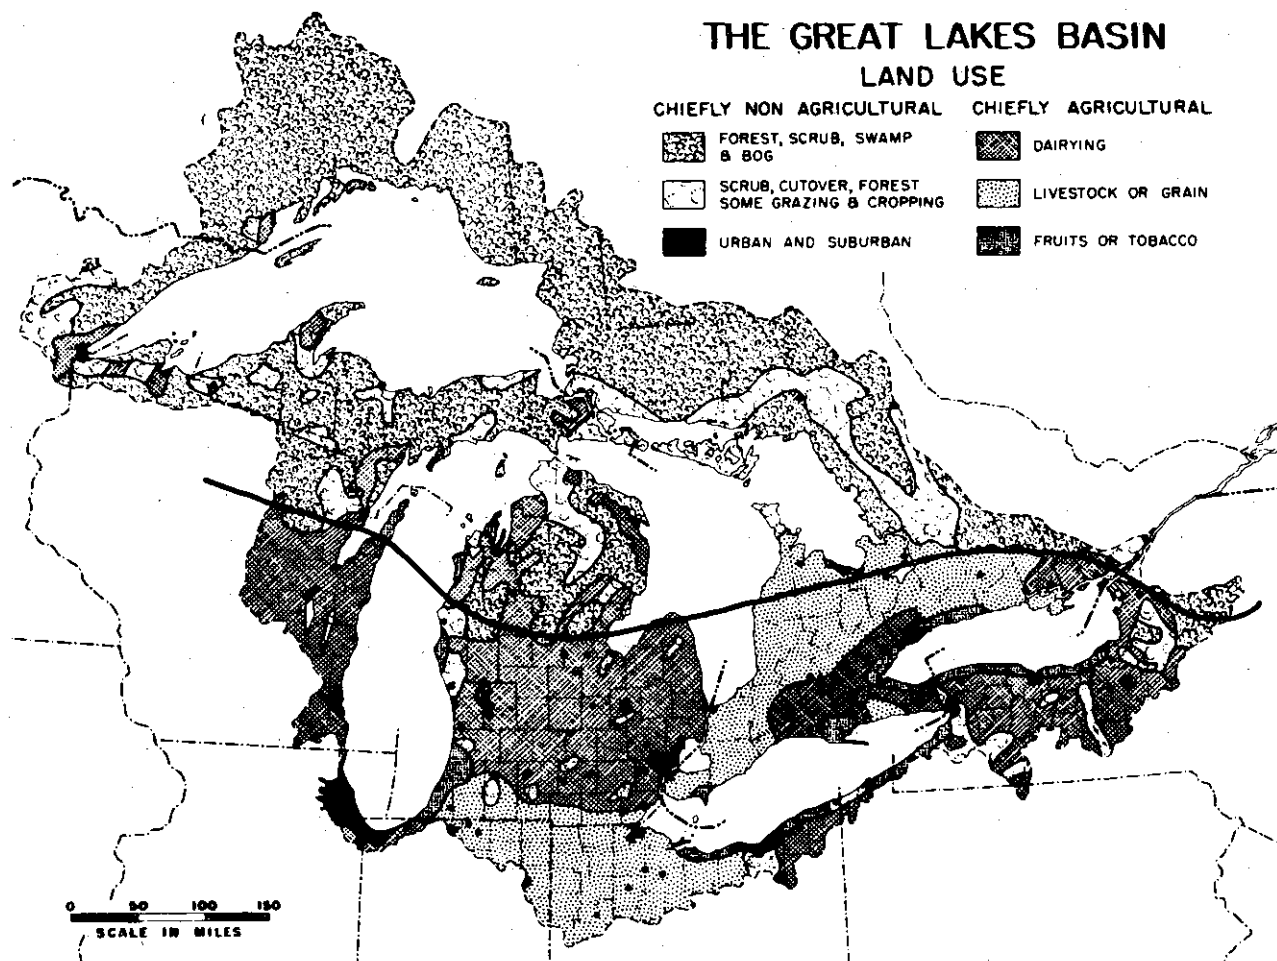 THE GREAT LAKES BASIN
LAND USE
CHIEFLY NON AGRICULTURAL
FOREST, SCRUB, SWAMP
& BOG
SCRUB, CUTOVER, FOREST
SOME GRAZING & CROPPING
URBAN AND SUBURBAN
CHIEFLY AGRICULTURAL
DAIRYING
LIVESTOCK OR GRAIN
FRUITS OR TOBACCO
0 50 100 150
SCALE IN MILES